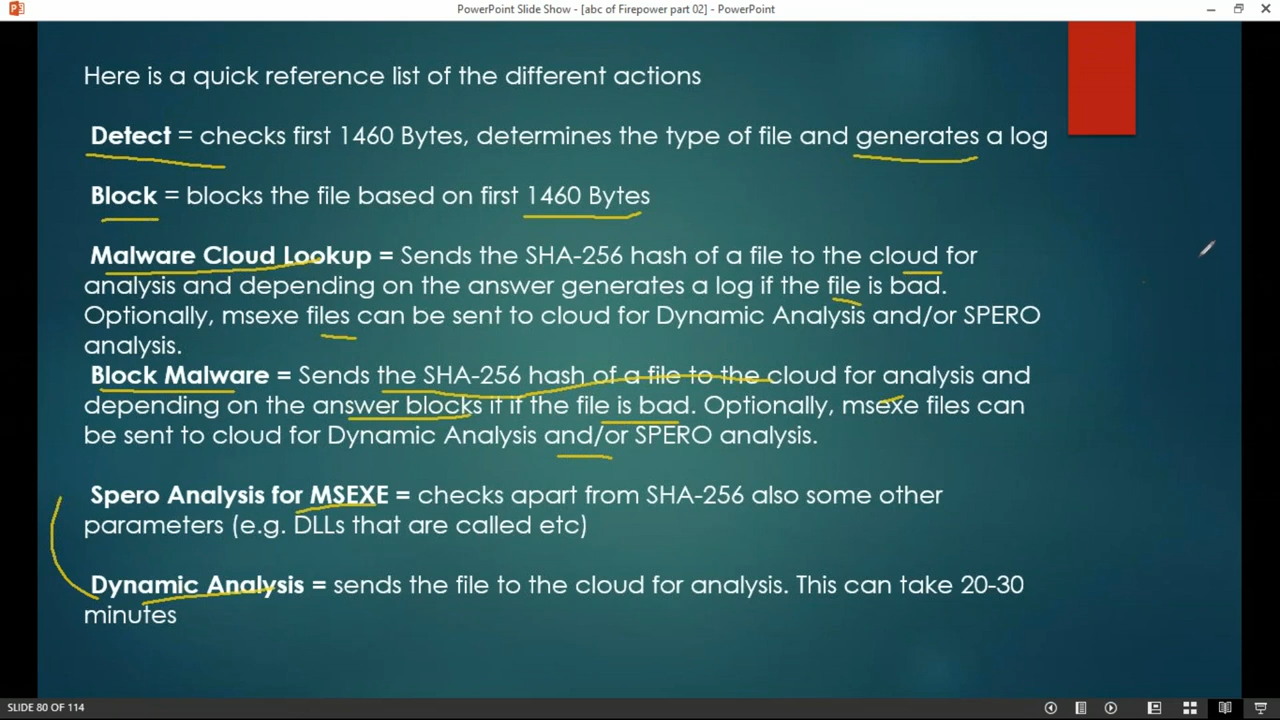 PowerPoint Slide Show - [abc of Firepower part 02] - PowerPoint
Here is a quick reference list of the different actions
Detect = checks first 1460 Bytes, determines the type of file and generates a log
Block = blocks the file based on first 1460 Bytes
Malware Cloud Lookup = Sends the SHA-256 hash of a file to the cloud for
analysis and depending on the answer generates a log if the file is bad.
Optionally, msexe files can be sent to cloud for Dynamic Analysis and/or SPERO
analysis.
Block Malware = Sends the SHA-256 hash of a file to the cloud for analysis and
depending on the answer blocks it if the file is bad. Optionally, msexe files can
be sent to cloud for Dynamic Analysis and/or SPERO analysis.
Spero Analysis for MSEXE = checks apart from SHA-256 also some other
parameters (e.g. DLLs that are called etc)
Dynamic Analysis = sends the file to the cloud for analysis. This can take 20-30
minutes
SLIDE 80 OF 114